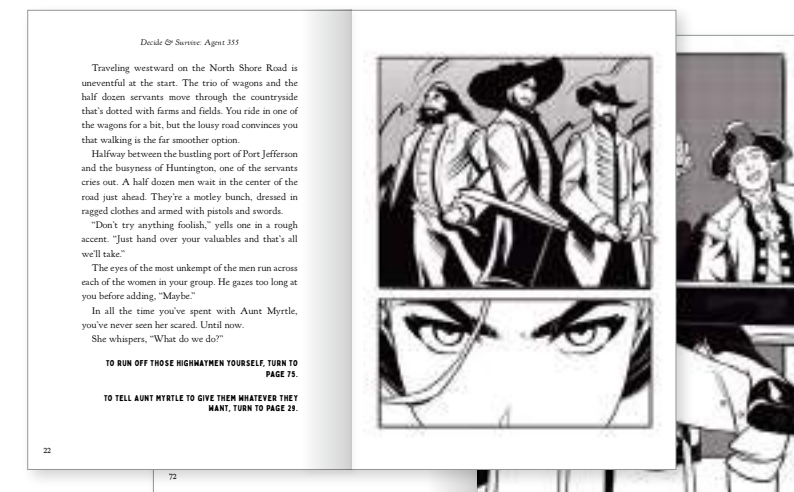 Decide & Survive: Agent 355
Traveling westward on the North Shore Road is
uneventful at the start. The trio of wagons and the
half dozen servants move through the countryside
that's dotted with farms and fields. You ride in one of
the wagons for a bit, but the lousy road convinces you
that walking is the far smoother option.
Halfway between the bustling port of Port Jefferson
and the busyness of Huntington, one of the servants
cries out. A half dozen men wait in the center of the
road just ahead. They're a motley bunch, dressed in
ragged clothes and armed with pistols and swords.
"Don't try anything foolish," yells one in a rough
accent. "Just hand over your valuables and that's all
we'll take."
The eyes of the most unkempt of the men run across
each of the women in your group. He gazes too long at
you before adding, "Maybe."
In all the time you've spent with Aunt Myrtle,
you've never seen her scared. Until now.
She whispers, "What do we do?"
TO RUN OFF THOSE HIGHWAYMEN YOURSELF, TURN TO
PAGE 75.
TO TELL AUNT MYRTLE TO GIVE THEM WHATEVER THEY
WANT, TURN TO PAGE 29.
22
72